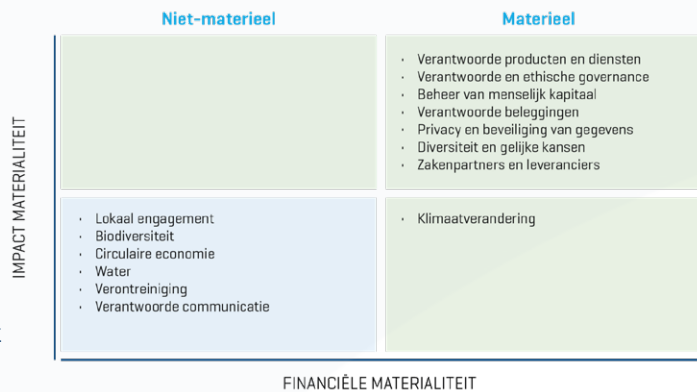 Niet-materieel
Materieel
IMPACT MATERIALITEIT
· Verantwoorde producten en diensten
· Verantwoorde en ethische governance
· Beheer van menselijk kapitaal
· Verantwoorde beleggingen
· Privacy en beveiliging van gegevens
· Diversiteit en gelijke kansen
· Zakenpartners en leveranciers
· Lokaal engagement
· Biodiversiteit
· Circulaire economie
· Water
· Verontreiniging
· Verantwoorde communicatie
· Klimaatverandering
FINANCIËLE MATERIALITEIT